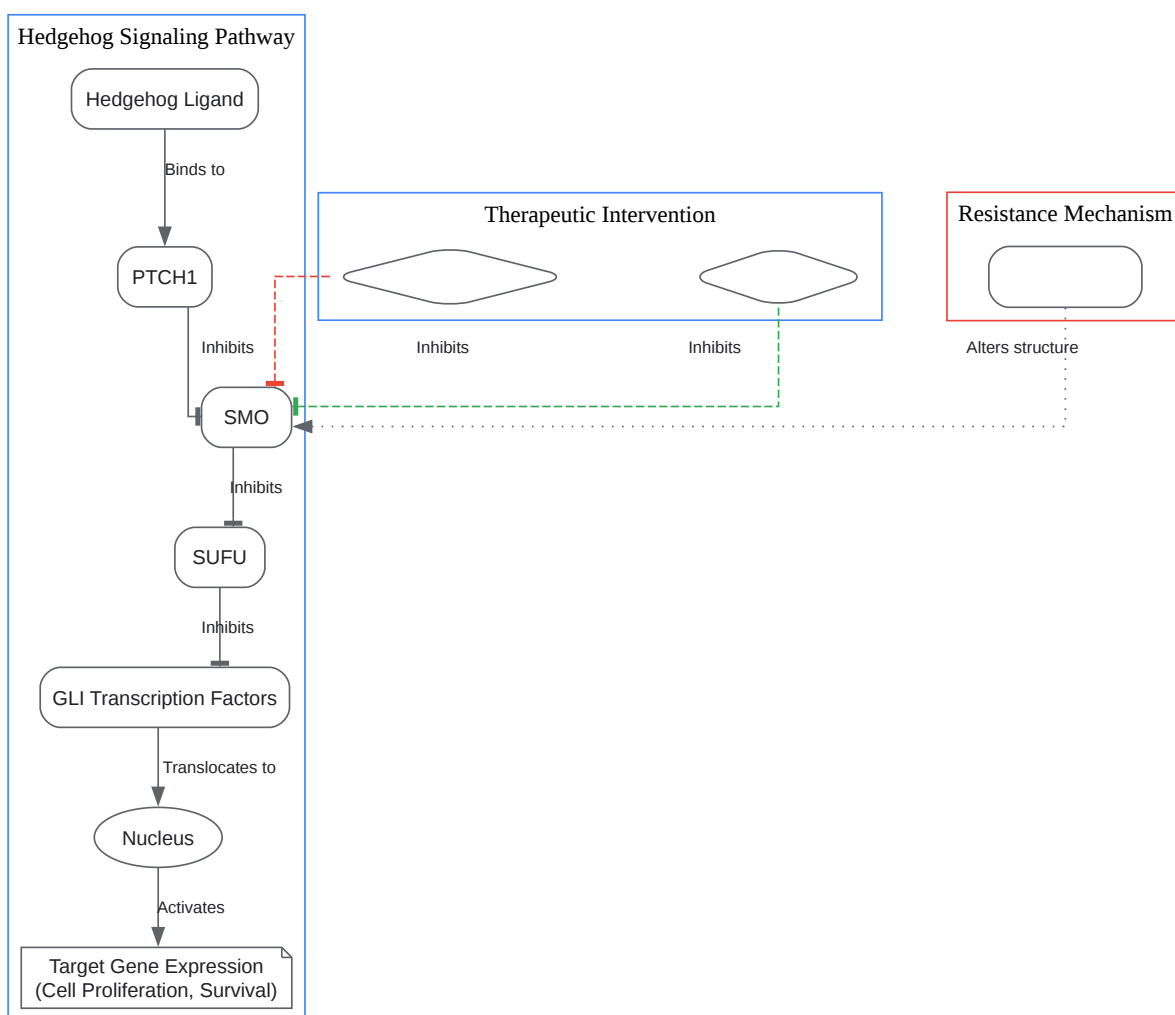 Hedgehog Signaling Pathway
Hedgehog Ligand
Binds to
Therapeutic Intervention
Resistance Mechanism
PTCH1
Inhibits
Inhibits
Inhibits
Alters structure
SMO
Inhibits
SUFU
Inhibits
GLI Transcription Factors
Translocates to
Nucleus
Activates
Target Gene Expression
(Cell Proliferation, Survival)